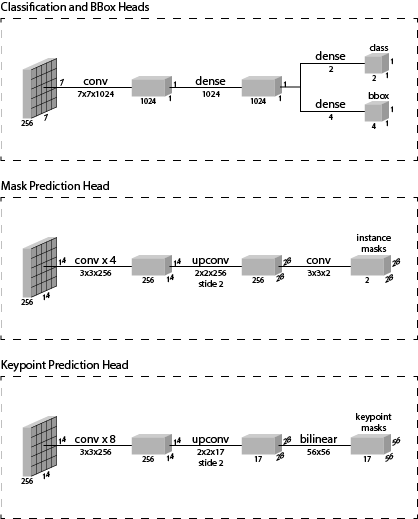 Classification and BBox Heads
class
dense
2
2
1
1
7
conv
7x7x1024
256
7
1024
1
1
dense
1024
1024
1
1
bbox
dense
4
4
1
1
Mask Prediction Head
instance
masks
14
conv x 4
3x3x256
256
14
256
14
14
upconv
2x2x256
stide 2
256
28
28
conv
3x3x2
2
28
28
Keypoint Prediction Head
keypoint
masks
14
conv x 8
3x3x256
256
14
256
14
14
upconv
2x2x17
stide 2
17
28
28
bilinear
56x56
17
56
56